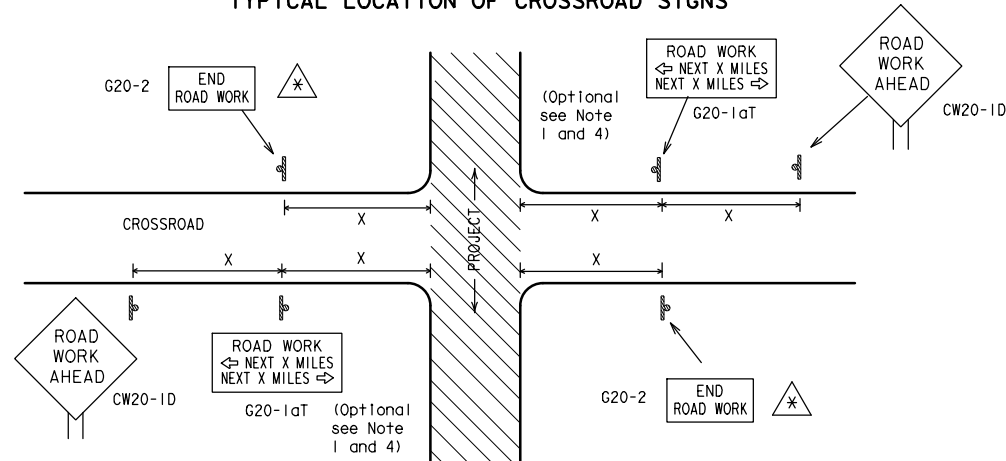 TYPICAL LOCATION OF CROSSROAD SIGNS
G20-2
END
ROAD WORK
*
(Optional
see Note
1 and 4)
ROAD WORK
⇦ NEXT X MILES
NEXT X MILES ⇨
G20-1aT
ROAD
WORK
AHEAD
CW20-1D
X
X
X
CROSSROAD
PROJECT
X
X
X
ROAD
WORK
AHEAD
CW20-1D
ROAD WORK
⇦ NEXT X MILES
NEXT X MILES ⇨
G20-1aT
(Optional
see Note
1 and 4)
G20-2
END
ROAD WORK
*